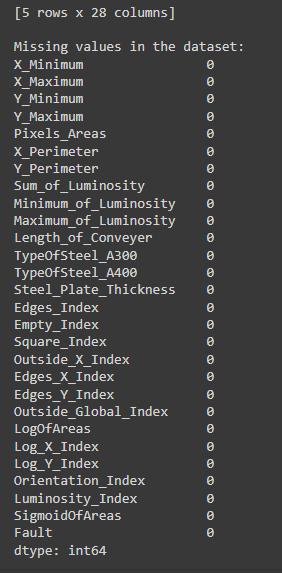 [5 rows x 28 columns]
Missing values in the dataset:
X_Minimum 0
X_Maximum 0
Y_Minimum 0
Y_Maximum 0
Pixels_Areas 0
X_Perimeter 0
Y_Perimeter 0
Sum_of_Luminosity 0
Minimum_of_Luminosity 0
Maximum_of_Luminosity 0
Length_of_Conveyer 0
TypeOfSteel_A300 0
TypeOfSteel_A400 0
Steel_Plate_Thickness 0
Edges_Index 0
Empty_Index 0
Square_Index 0
Outside_X_Index 0
Edges_X_Index 0
Edges_Y_Index 0
Outside_Global_Index 0
LogOfAreas 0
Log_X_Index 0
Log_Y_Index 0
Orientation_Index 0
Luminosity_Index 0
SigmoidOfAreas 0
Fault 0
dtype: int64